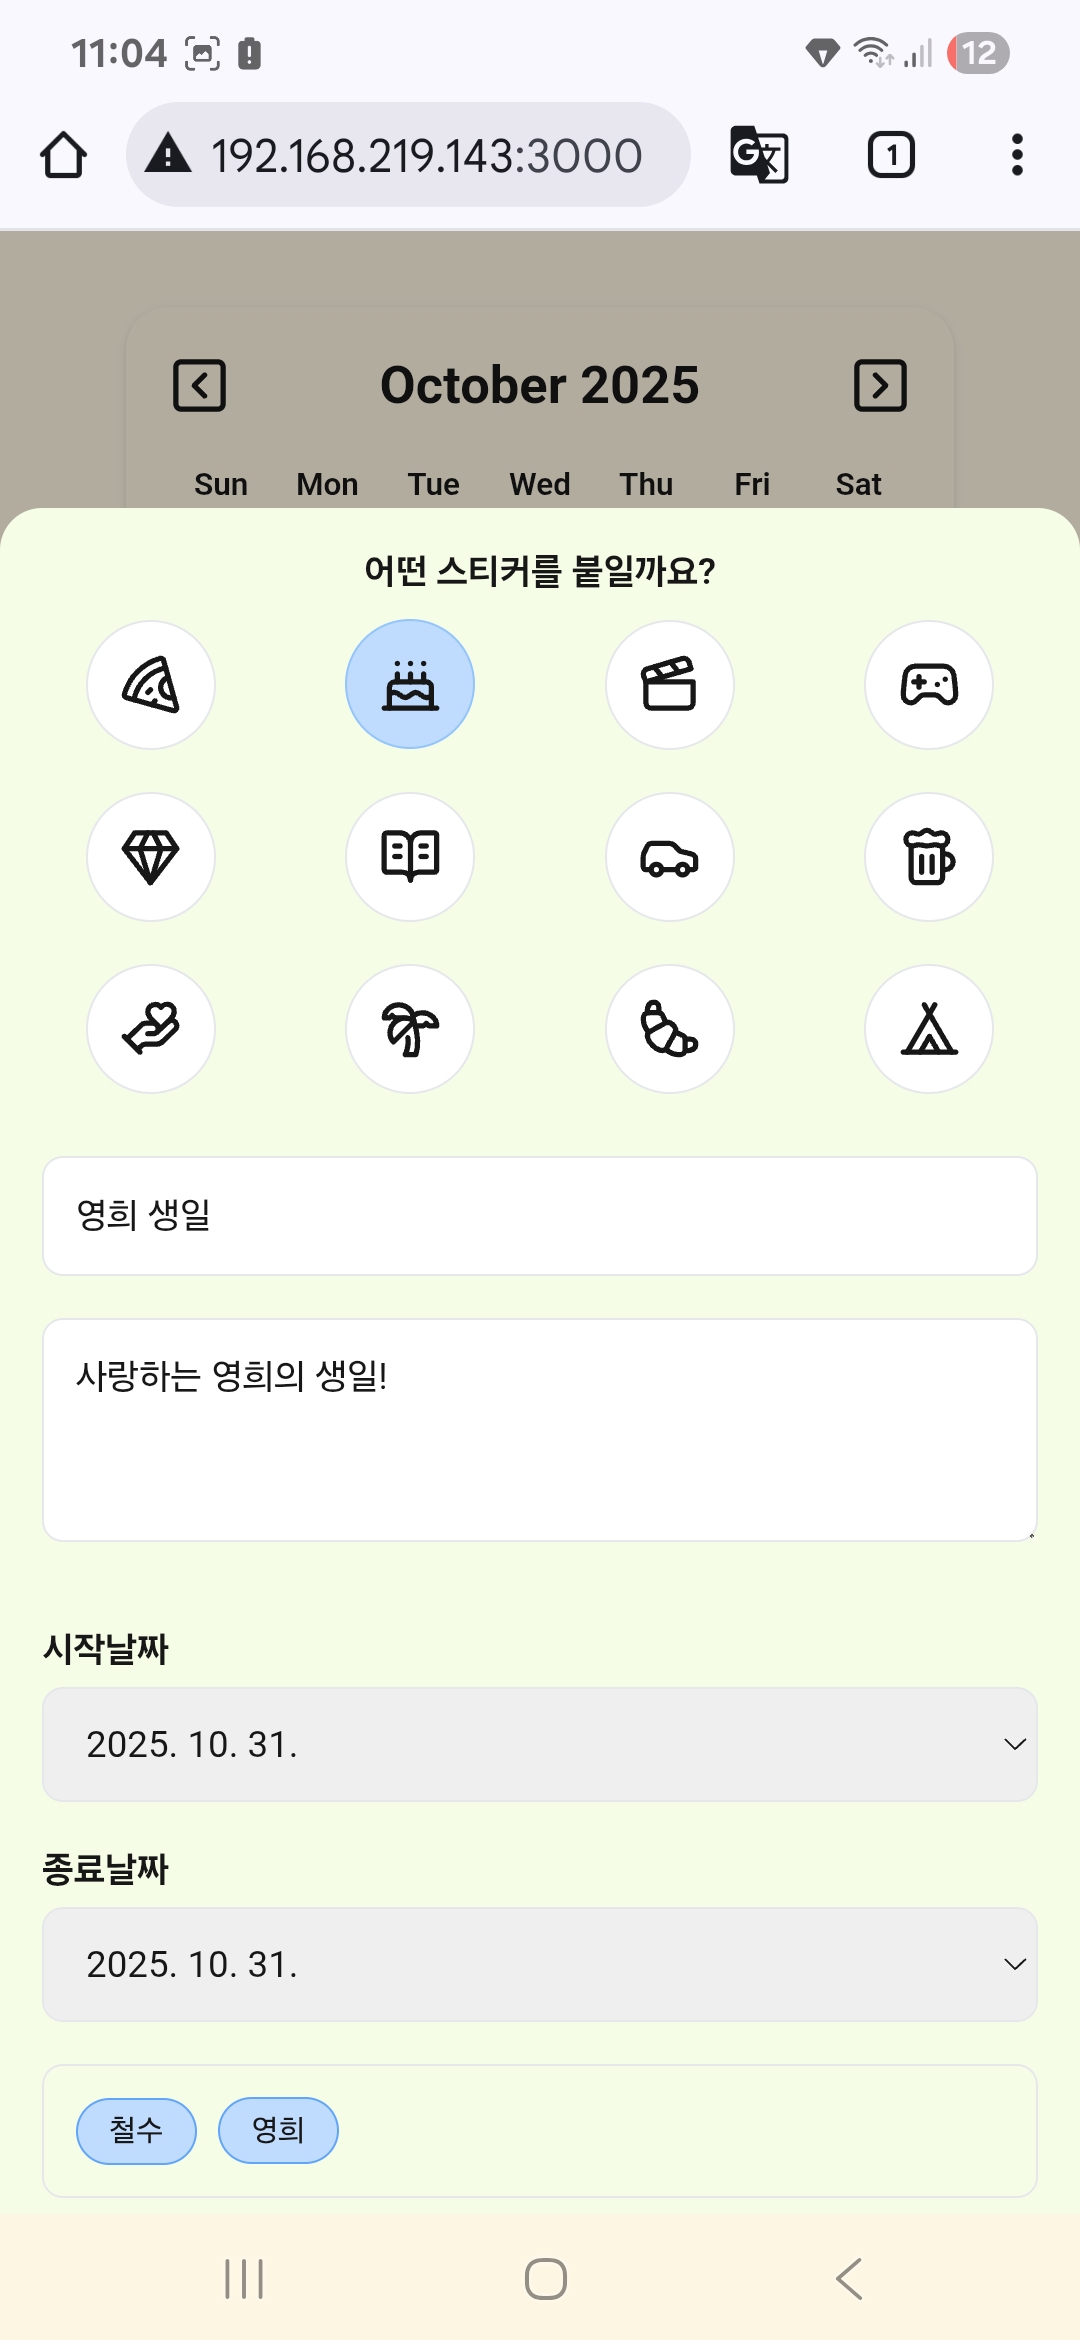 11:04
12
192.168.219.143:3000
1
October 2025
Sun Mon Tue Wed Thu Fri Sat
어떤 스티커를 붙일까요?
영희 생일
사랑하는 영희의 생일!
시작날짜
2025. 10. 31.
종료날짜
2025. 10. 31.
철수 영희